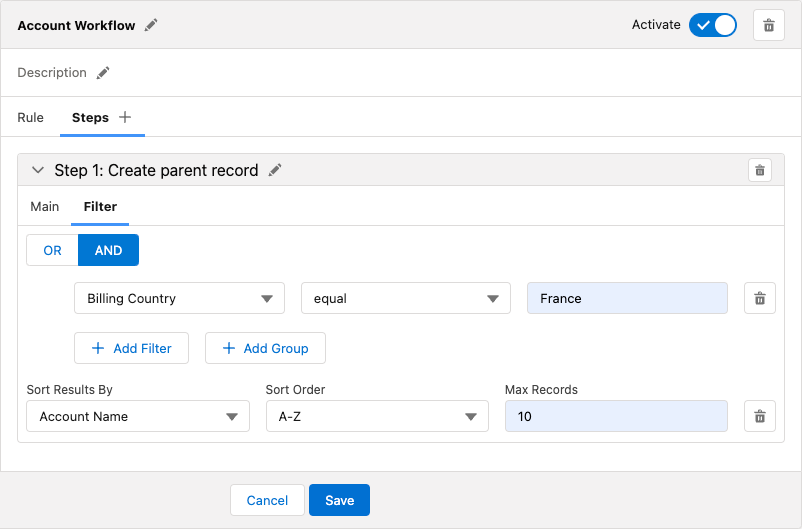 Account Workflow
Activate
Description
Rule
Steps
Step 1: Create parent record
Main
Filter
OR
AND
Billing Country
equal
France
Add Filter
Add Group
Sort Results By
Sort Order
Max Records
Account Name
A-Z
10
Cancel
Save